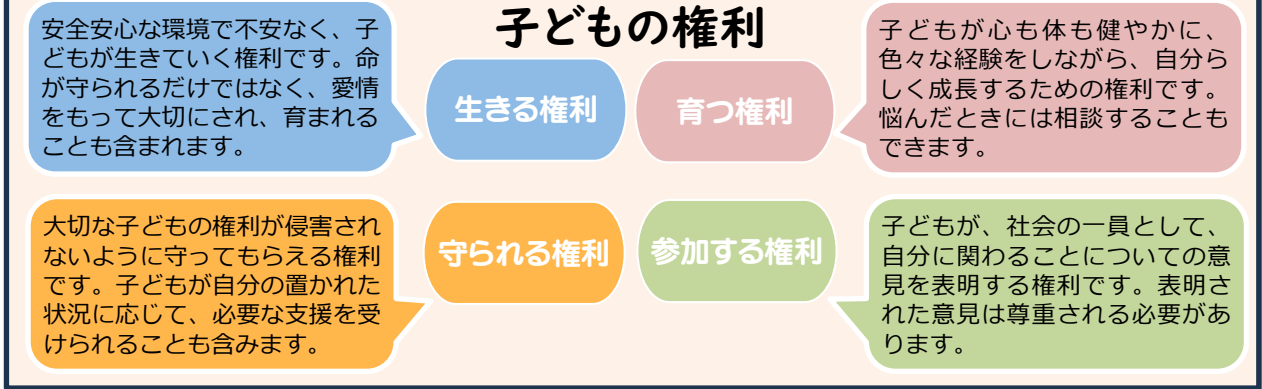 子どもの権利
安全安心な環境で不安なく、子
どもが生きていく権利です。命
が守られるだけではなく、愛情
をもって大切にされ、育まれる
ことも含まれます。
生きる権利
育つ権利
子どもが心も体も健やかに、
色々な経験をしながら、自分ら
しく成長するための権利です。
悩んだときには相談することも
できます。
大切な子どもの権利が侵害され
ないように守ってもらえる権利
です。子どもが自分の置かれた
状況に応じて、必要な支援を受
けられることも含みます。
守られる権利
参加する権利
子どもが、社会の一員として、
自分に関わることについての意
見を表明する権利です。表明さ
れた意見は尊重される必要があ
ります。